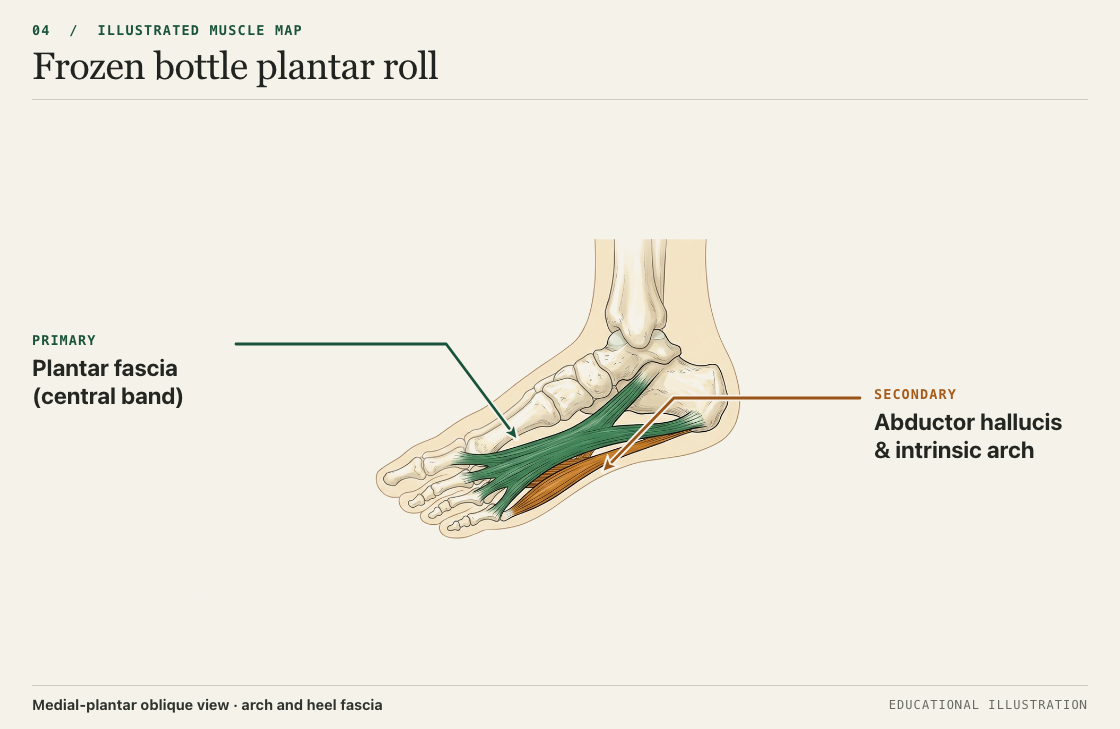 04 / ILLUSTRATED MUSCLE MAP
Frozen bottle plantar roll
PRIMARY
Plantar fascia
(central band)
SECONDARY
Abductor hallucis
& intrinsic arch
Medial-plantar oblique view · arch and heel fascia
EDUCATIONAL ILLUSTRATION